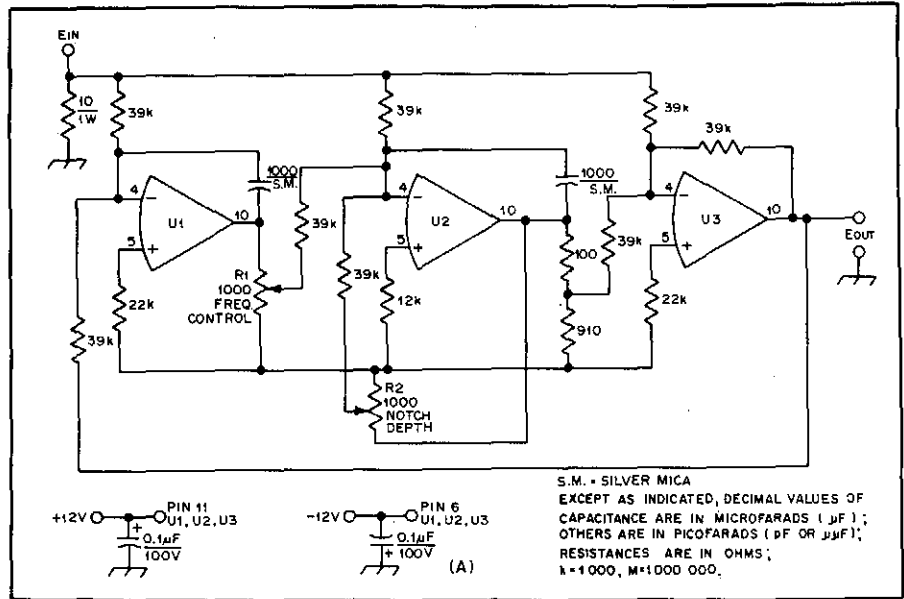 EIN
10
1W
39k
39k
39k
39k
1000
S.M.
1000
S.M.
4
−
U1
10
5
+
39k
4
−
U2
10
5
+
39k
4
−
U3
10
5
+
EOUT
R1
1000
FREQ.
CONTROL
22k
39k
39k
12k
100
910
22k
R2
1000
NOTCH
DEPTH
S.M. = SILVER MICA
EXCEPT AS INDICATED, DECIMAL VALUES OF
CAPACITANCE ARE IN MICROFARADS (µF);
OTHERS ARE IN PICOFARADS (pF OR µµF);
RESISTANCES ARE IN OHMS;
k=1000, M=1000 000.
+12V
PIN 11
U1, U2, U3
+
0.1µF
100V
-12V
PIN 6
U1, U2, U3
0.1µF
+
100V
(A)